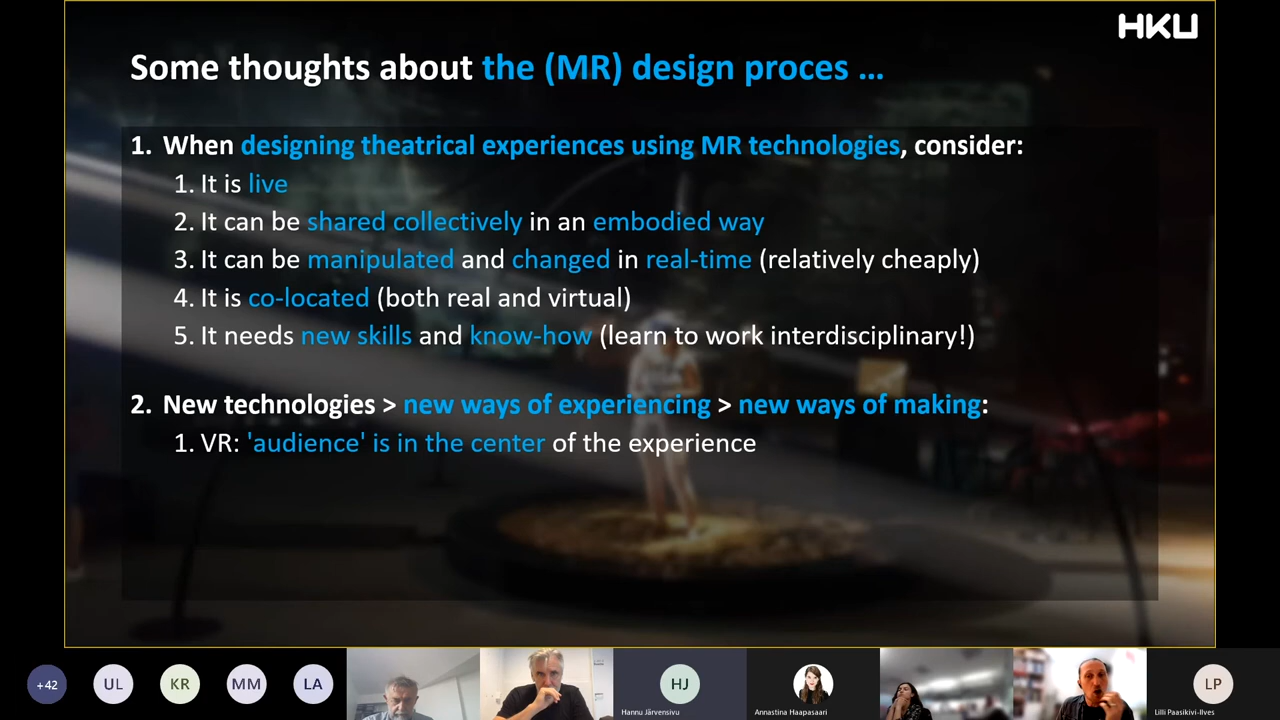 HKU
Some thoughts about the (MR) design proces ...
1. When designing theatrical experiences using MR technologies, consider:
1. It is live
2. It can be shared collectively in an embodied way
3. It can be manipulated and changed in real-time (relatively cheaply)
4. It is co-located (both real and virtual)
5. It needs new skills and know-how (learn to work interdisciplinary!)
2. New technologies > new ways of experiencing > new ways of making:
1. VR: 'audience' is in the center of the experience
+42
UL
KR
MM
LA
HJ
Hannu Järvensivu
Annastina Haapasaari
LP
Lilli Paasikivi-Ilves